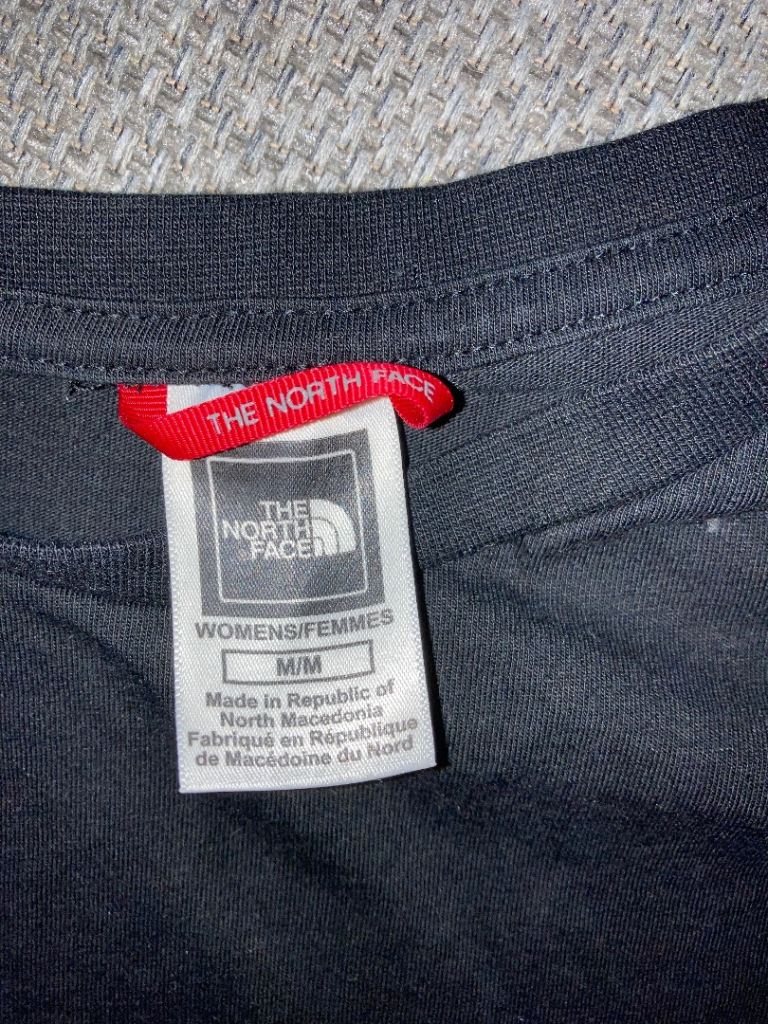 THE NORTH FACE
THE
NORTH
FACE
WOMENS/FEMMES
M/M
Made in Republic of
North Macedonia
Fabriqué en République
de Macédoine du Nord